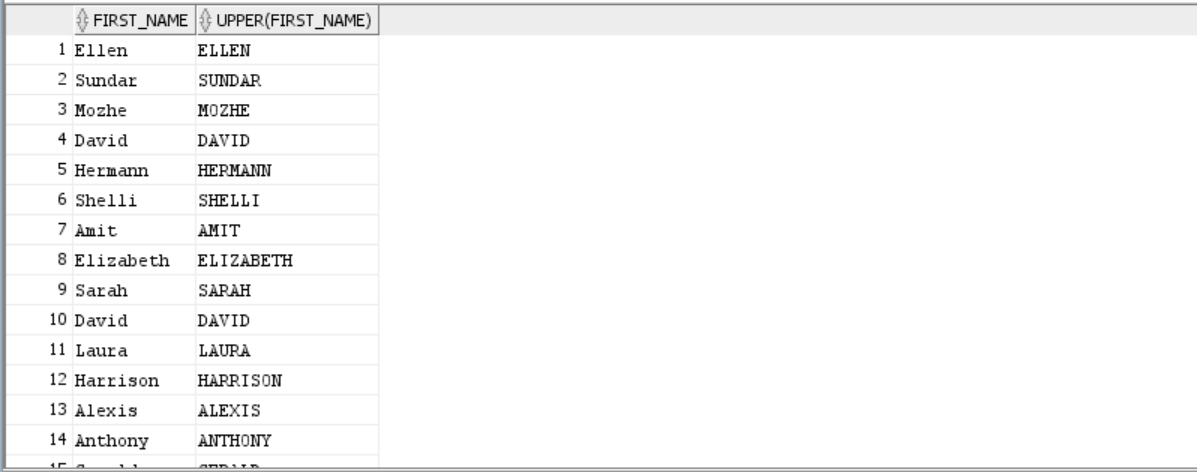 FIRST_NAME UPPER(FIRST_NAME)
1 Ellen ELLEN
2 Sundar SUNDAR
3 Mozhe MOZHE
4 David DAVID
5 Hermann HERMANN
6 Shelli SHELLI
7 Amit AMIT
8 Elizabeth ELIZABETH
9 Sarah SARAH
10 David DAVID
11 Laura LAURA
12 Harrison HARRISON
13 Alexis ALEXIS
14 Anthony ANTHONY